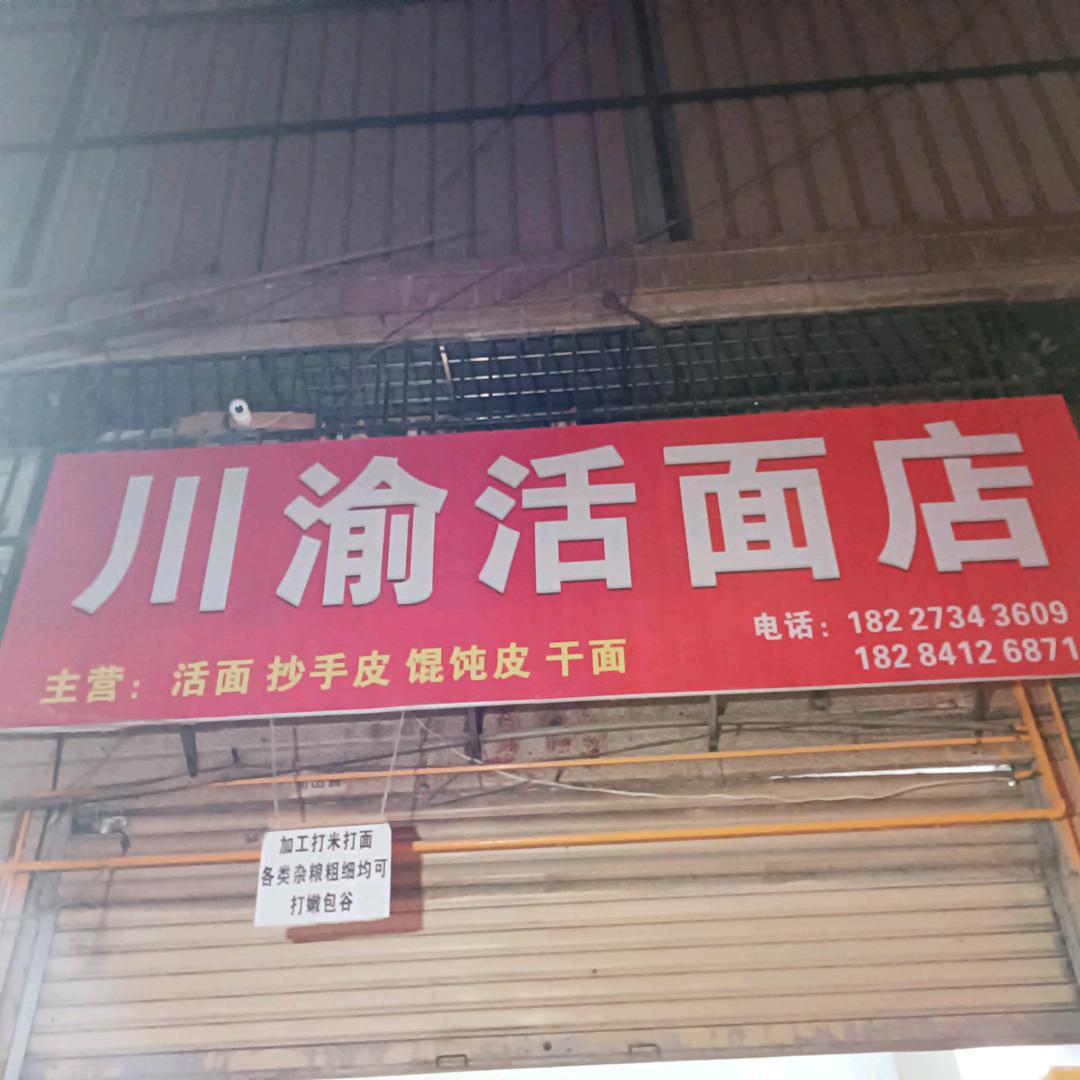 川渝活面店
主营：活面 抄手皮 馄饨皮 干面
电话：182 2734 3609
182 8412 6871
加工打米打面
各类杂粮粗细均可
打嫩包谷